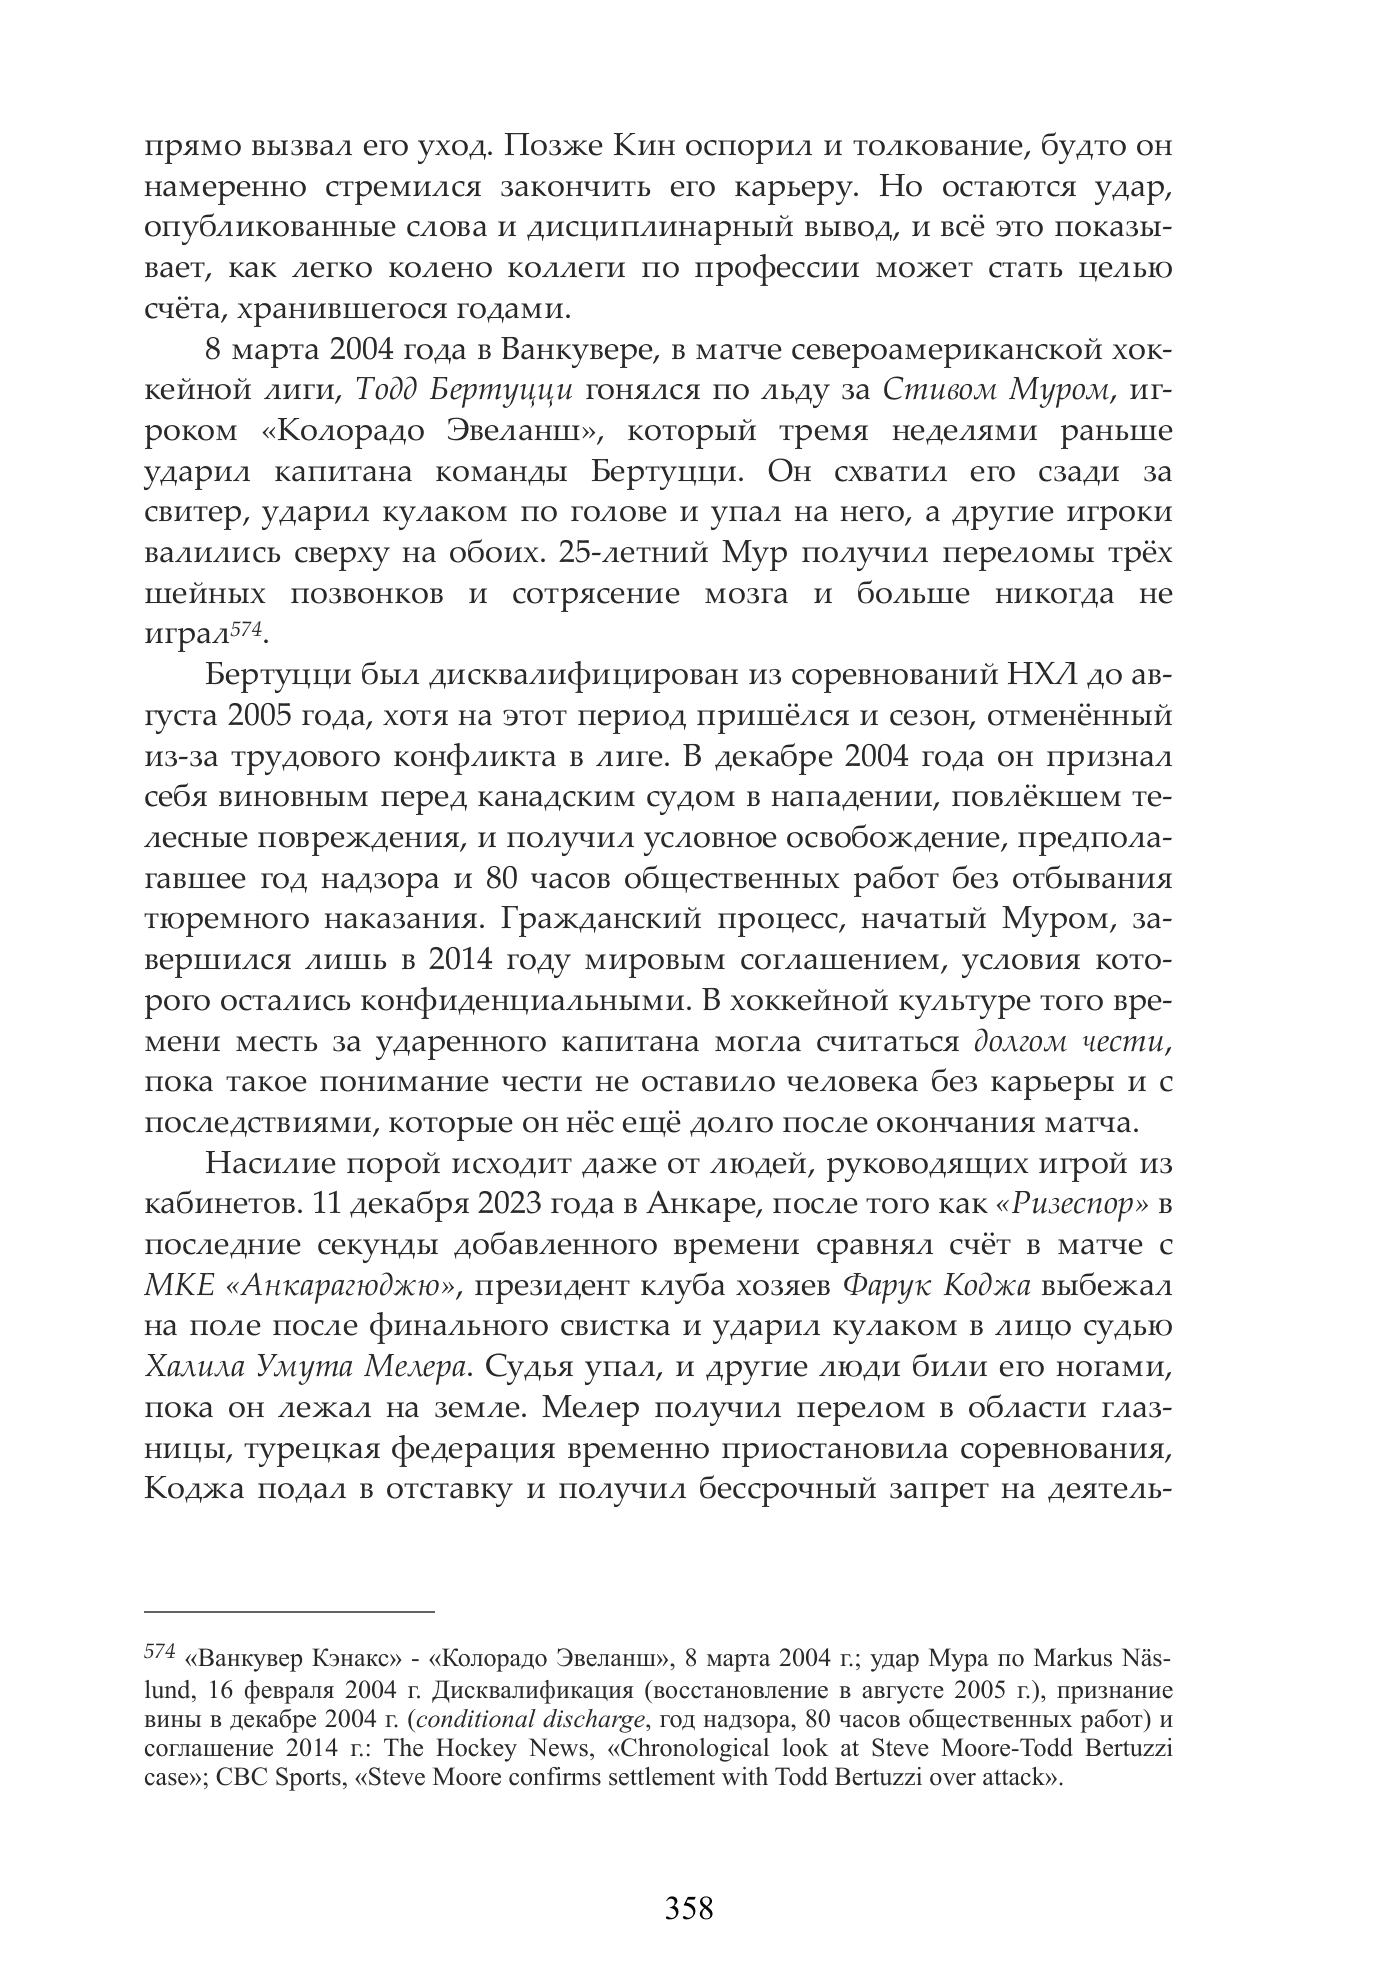 прямо вызвал его уход. Позже Кин оспорил и толкование, будто он
намеренно стремился закончить его карьеру. Но остаются удар,
опубликованные слова и дисциплинарный вывод, и всё это показы-
вает, как легко колено коллеги по профессии может стать целью
счёта, хранившегося годами.
8 марта 2004 года в Ванкувере, в матче североамериканской хок-
кейной лиги, Тодд Бертуцци гонялся по льду за Стивом Муром, иг-
роком «Колорадо Эвеланш», который тремя неделями раньше
ударил капитана команды Бертуцци. Он схватил его сзади за
свитер, ударил кулаком по голове и упал на него, а другие игроки
валились сверху на обоих. 25-летний Мур получил переломы трёх
шейных позвонков и сотрясение мозга и больше никогда не
играл574.
Бертуцци был дисквалифицирован из соревнований НХЛ до ав-
густа 2005 года, хотя на этот период пришёлся и сезон, отменённый
из-за трудового конфликта в лиге. В декабре 2004 года он признал
себя виновным перед канадским судом в нападении, повлёкшем те-
лесные повреждения, и получил условное освобождение, предпола-
гавшее год надзора и 80 часов общественных работ без отбывания
тюремного наказания. Гражданский процесс, начатый Муром, за-
вершился лишь в 2014 году мировым соглашением, условия кото-
рого остались конфиденциальными. В хоккейной культуре того вре-
мени месть за ударенного капитана могла считаться долгом чести,
пока такое понимание чести не оставило человека без карьеры и с
последствиями, которые он нёс ещё долго после окончания матча.
Насилие порой исходит даже от людей, руководящих игрой из
кабинетов. 11 декабря 2023 года в Анкаре, после того как «Ризеспор» в
последние секунды добавленного времени сравнял счёт в матче с
МКЕ «Анкарагюджю», президент клуба хозяев Фарук Коджа выбежал
на поле после финального свистка и ударил кулаком в лицо судью
Халила Умута Мелера. Судья упал, и другие люди били его ногами,
пока он лежал на земле. Мелер получил перелом в области глаз-
ницы, турецкая федерация временно приостановила соревнования,
Коджа подал в отставку и получил бессрочный запрет на деятель-
574 «Ванкувер Кэнакс» - «Колорадо Эвеланш», 8 марта 2004 г.; удар Мура по Markus Näs-
lund, 16 февраля 2004 г. Дисквалификация (восстановление в августе 2005 г.), признание
вины в декабре 2004 г. (conditional discharge, год надзора, 80 часов общественных работ) и
соглашение 2014 г.: The Hockey News, «Chronological look at Steve Moore-Todd Bertuzzi
case»; CBC Sports, «Steve Moore confirms settlement with Todd Bertuzzi over attack».
358